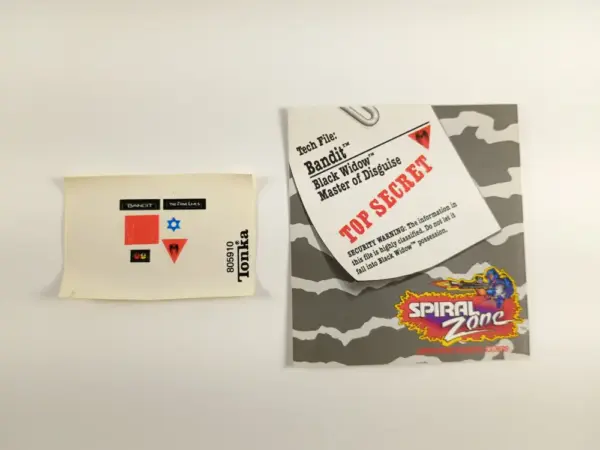 BANDIT
805910
Tonka
Tech File:
Bandit™
Black Widow™
Master of Disguise
TOP SECRET
SECURITY WARNING: The information in
this file is highly classified. Do not let it
fall into Black Widow™ possession.
SPIRAL
Zone